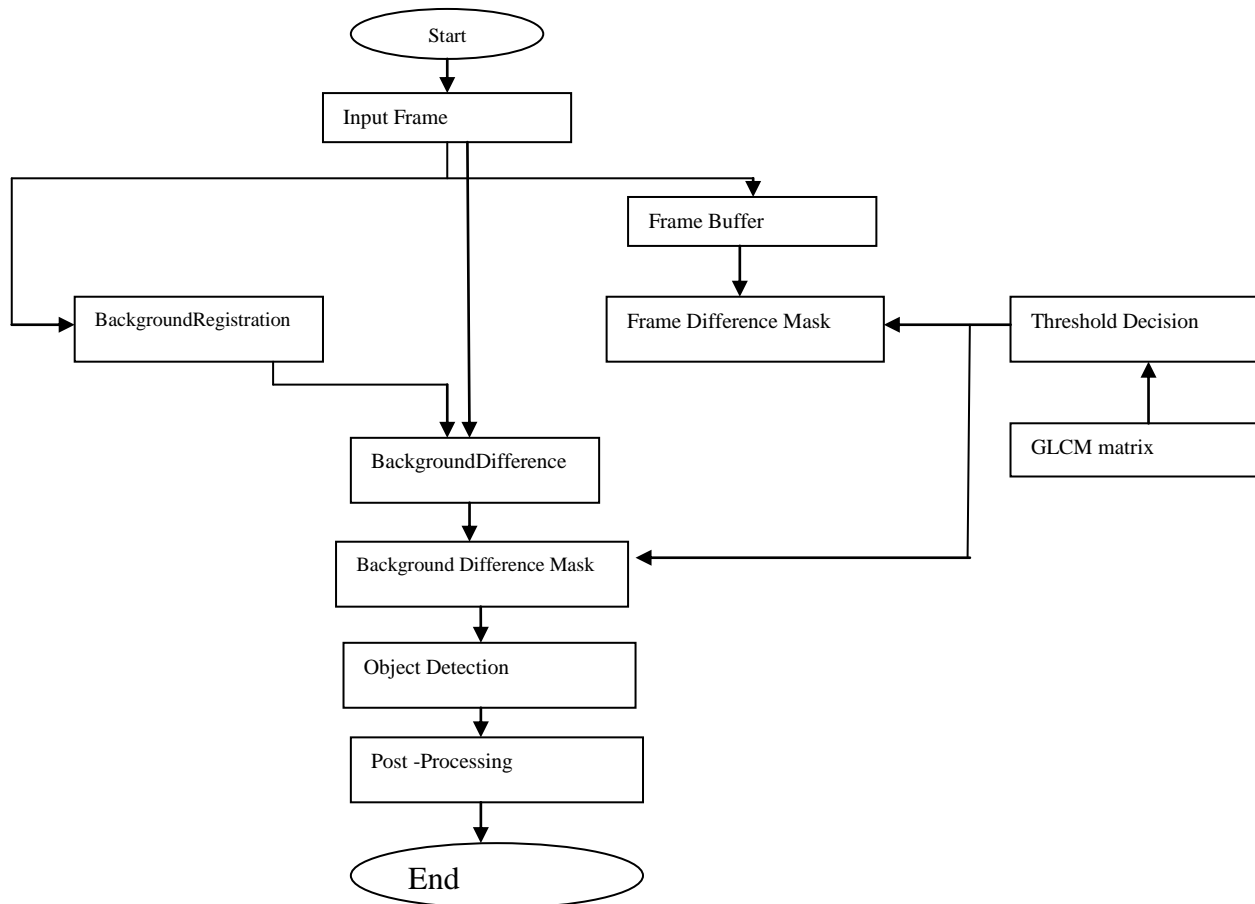 Start
Input Frame
Frame Buffer
BackgroundRegistration
Frame Difference Mask
Threshold Decision
GLCM matrix
BackgroundDifference
Background Difference Mask
Object Detection
Post -Processing
End